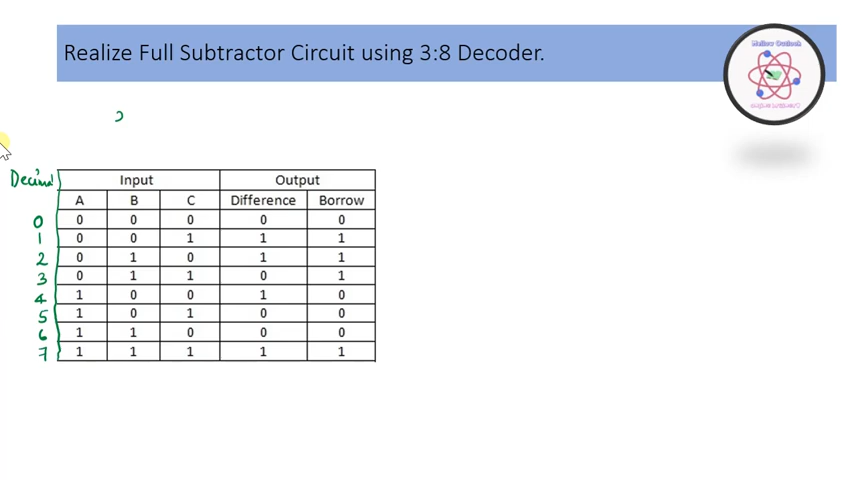 Realize Full Subtractor Circuit using 3:8 Decoder.
Mellow Outlook
Decimal Input Output
A B C Difference Borrow
0 0 0 0 0 0
1 0 0 1 1 1
2 0 1 0 1 1
3 0 1 1 0 1
4 1 0 0 1 0
5 1 0 1 0 0
6 1 1 0 0 0
7 1 1 1 1 1